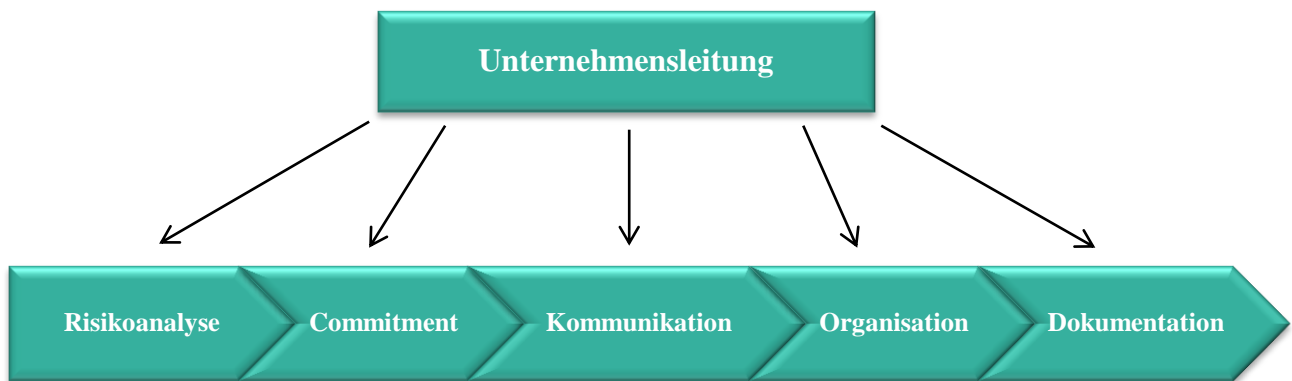 Unternehmensleitung
Risikoanalyse
Commitment
Kommunikation
Organisation
Dokumentation